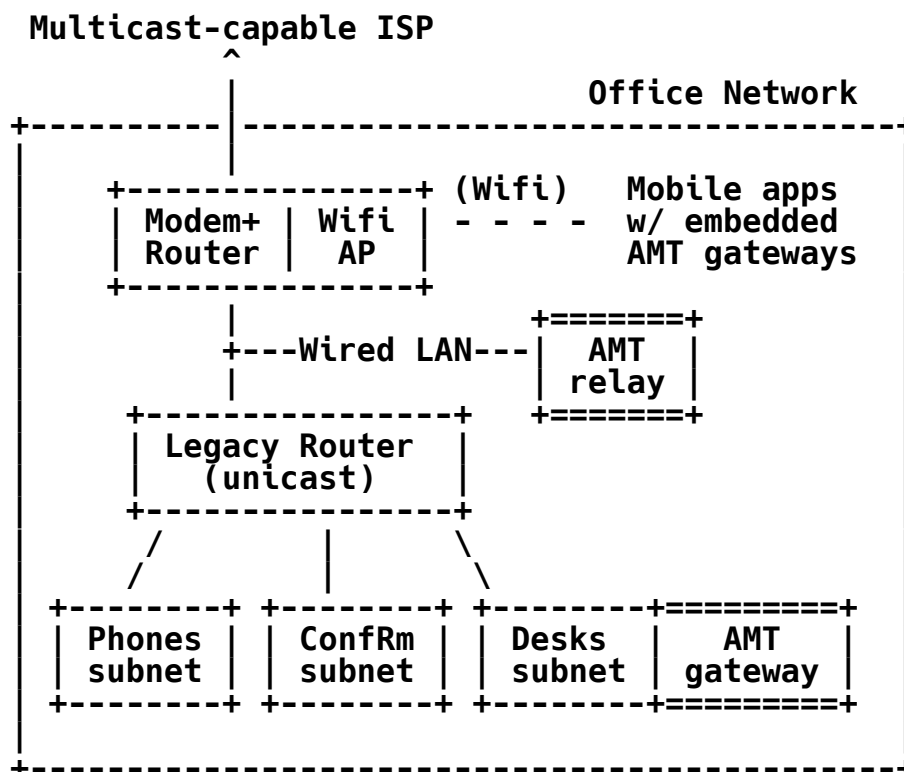 Multicast-capable ISP
Office Network
(Wifi) Mobile apps
Modem+ Wifi - - - - w/ embedded
Router AP AMT gateways
AMT
Wired LAN
relay
Legacy Router
(unicast)
Phones ConfRm Desks AMT
subnet subnet subnet gateway